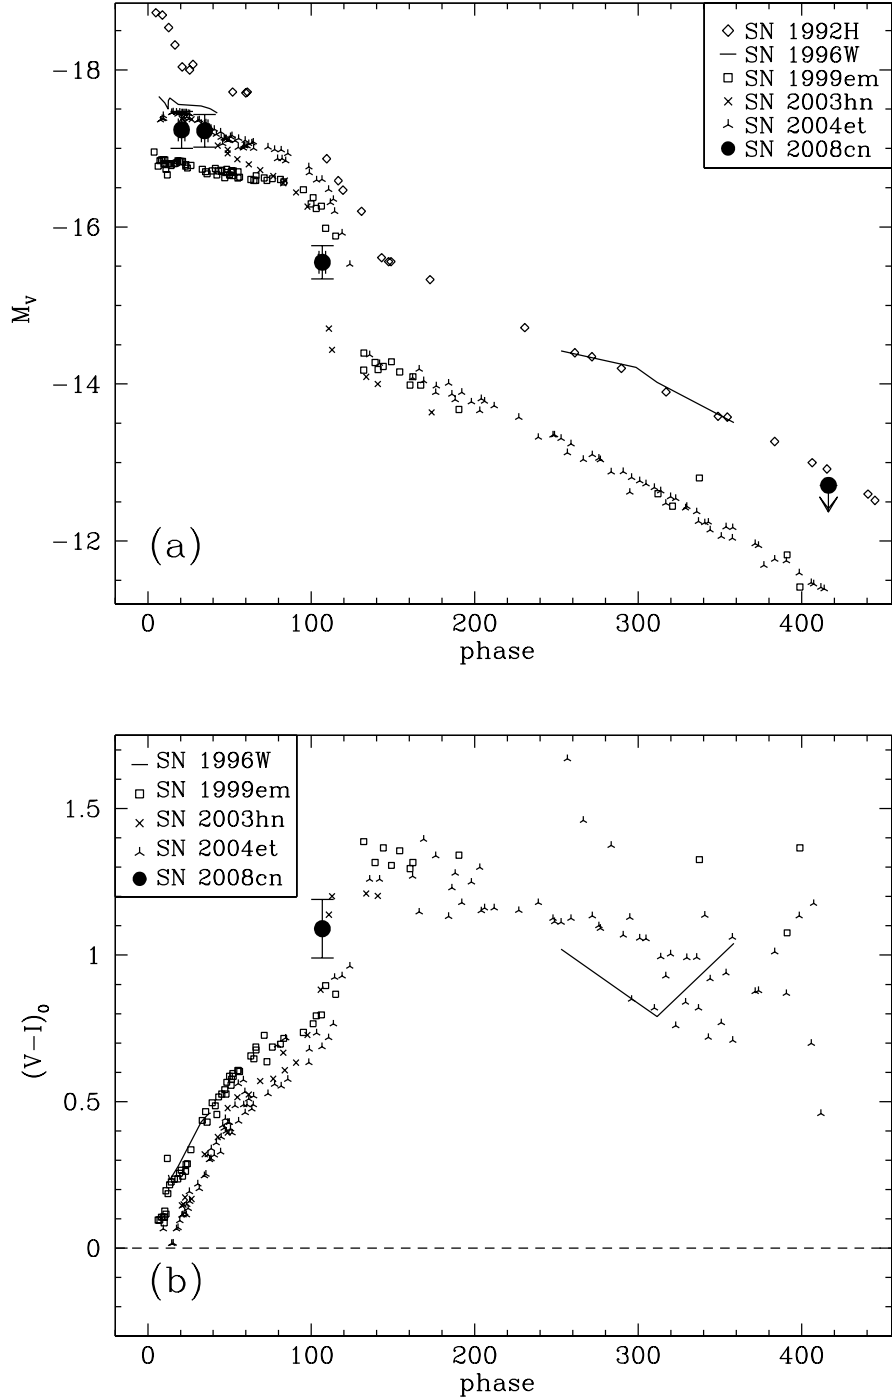 SN 1992H
SN 1996W
SN 1999em
SN 2003hn
SN 2004et
SN 2008cn
−18
−16
−14
−12
M_V
(a)
0 100 200 300 400
phase
SN 1996W
SN 1999em
SN 2003hn
SN 2004et
SN 2008cn
1.5
1
0.5
0
(V−I)_0
(b)
0 100 200 300 400
phase